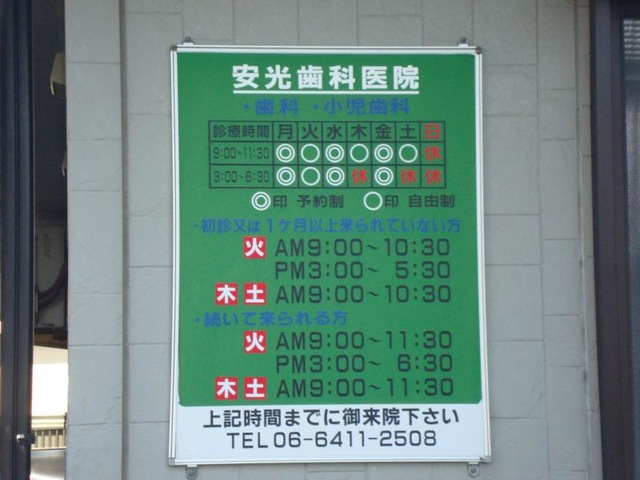 安光歯科医院
・歯科 ・小児歯科
診療時間 月 火 水 木 金 土 日
9:00~11:30 ◎ ○ ◎ ○ ◎ ○ 休
3:00~6:30 ◎ ○ ◎ 休 ◎ 休 休
◎印 予約制 ○印 自由制
・初診又は1ケ月以上来られていない方
火 AM9:00~10:30
PM3:00~ 5:30
木 土 AM9:00~10:30
・続いて来られる方
火 AM9:00~11:30
PM3:00~ 6:30
木 土 AM9:00~11:30
上記時間までに御来院下さい
TEL 06-6411-2508